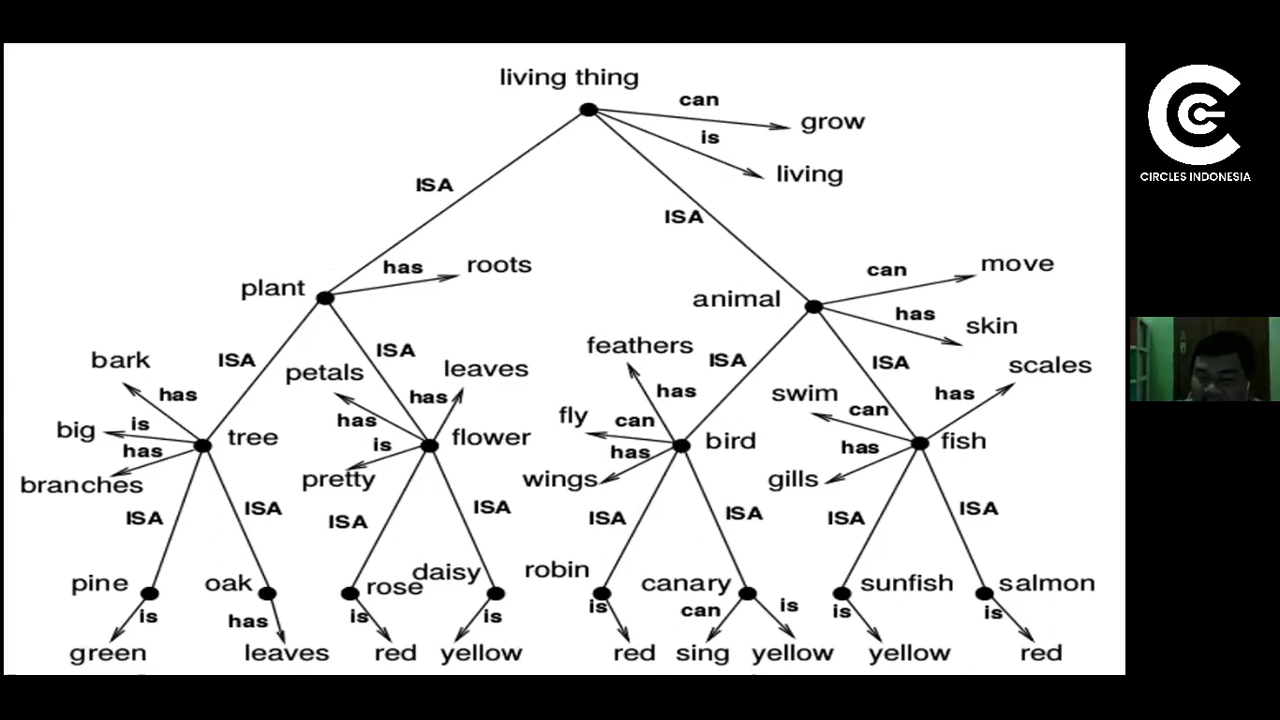 living thing
can
grow
is
living
ISA
ISA
plant
has
roots
animal
can
move
has
skin
bark
ISA
has
big
is
has
branches
tree
ISA
petals
leaves
has
has
is
pretty
flower
feathers
ISA
has
fly
can
has
wings
bird
ISA
swim
can
has
gills
has
scales
fish
ISA
ISA
ISA
ISA
ISA
ISA
ISA
ISA
pine
oak
rose
daisy
robin
canary
sunfish
salmon
is
has
is
is
is
can
is
is
is
green
leaves
red
yellow
red
sing
yellow
yellow
red
CIRCLES INDONESIA